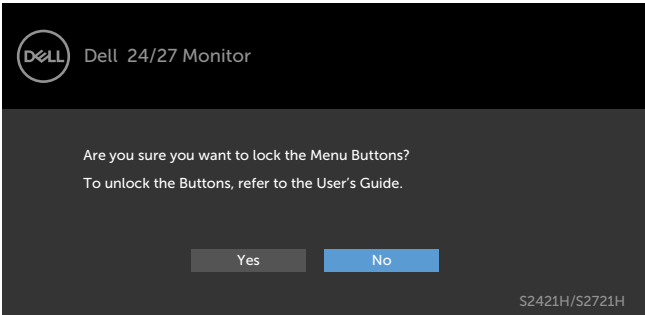 DELL Dell 24/27 Monitor
Are you sure you want to lock the Menu Buttons?
To unlock the Buttons, refer to the User’s Guide.
Yes No
S2421H/S2721H